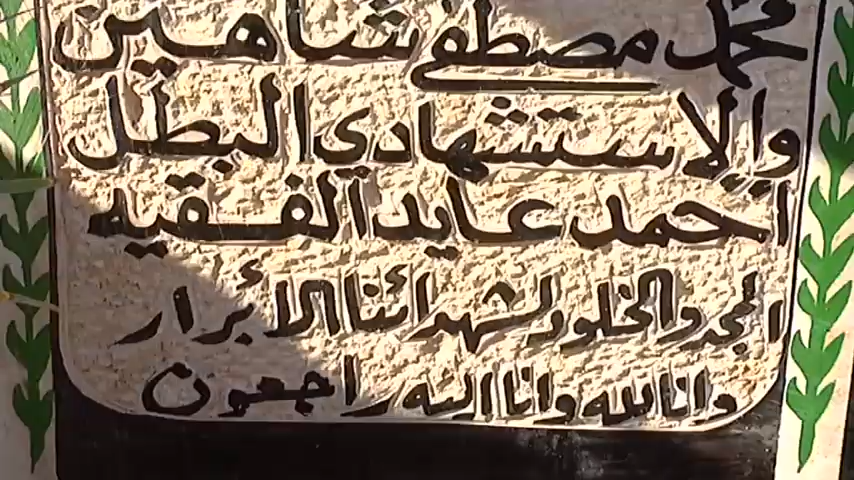 محمد مصطفى شاهين
والاستشهادي البطل
احمد عايد الفقيه
المجد والخلود لشهدائنا الأبرار
وانا لله وانا اليه راجعون